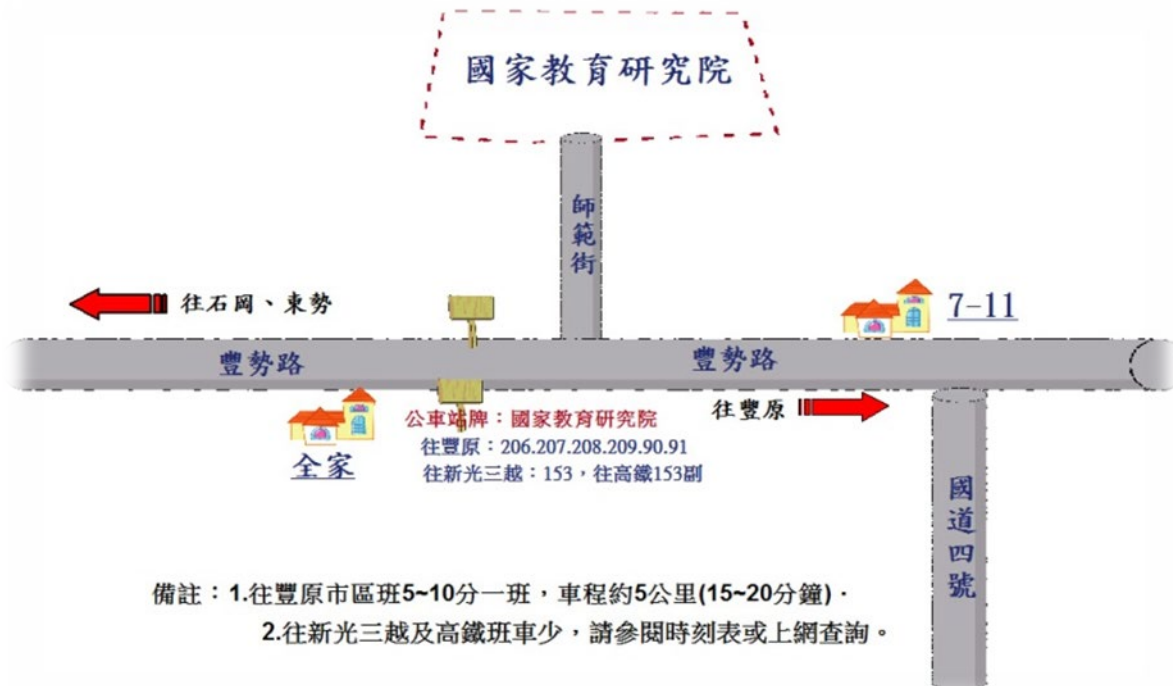 國家教育研究院
師範街
往石岡、東勢
7-11
豐勢路
豐勢路
往豐原
公車站牌：國家教育研究院
往豐原：206.207.208.209.90.91
往新光三越：153，往高鐵153副
全家
國道四號
備註：1.往豐原市區班5~10分一班，車程約5公里(15~20分鐘)．
2.往新光三越及高鐵班車少，請參閱時刻表或上網查詢。